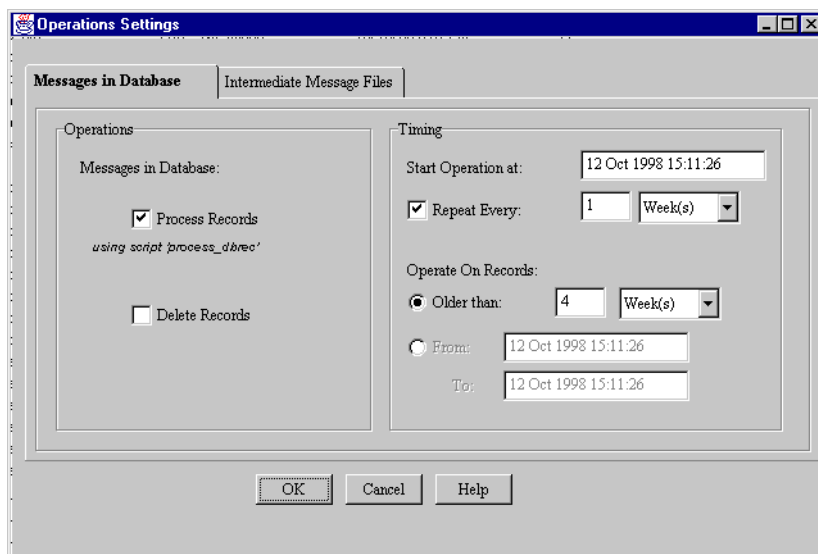 Operations Settings
Messages in Database
Intermediate Message Files
Operations
Messages in Database:
Process Records
using script 'process_dbrec'
Delete Records
Timing
Start Operation at: 12 Oct 1998 15:11:26
Repeat Every: 1 Week(s)
Operate On Records:
Older than: 4 Week(s)
From: 12 Oct 1998 15:11:26
To: 12 Oct 1998 15:11:26
OK Cancel Help